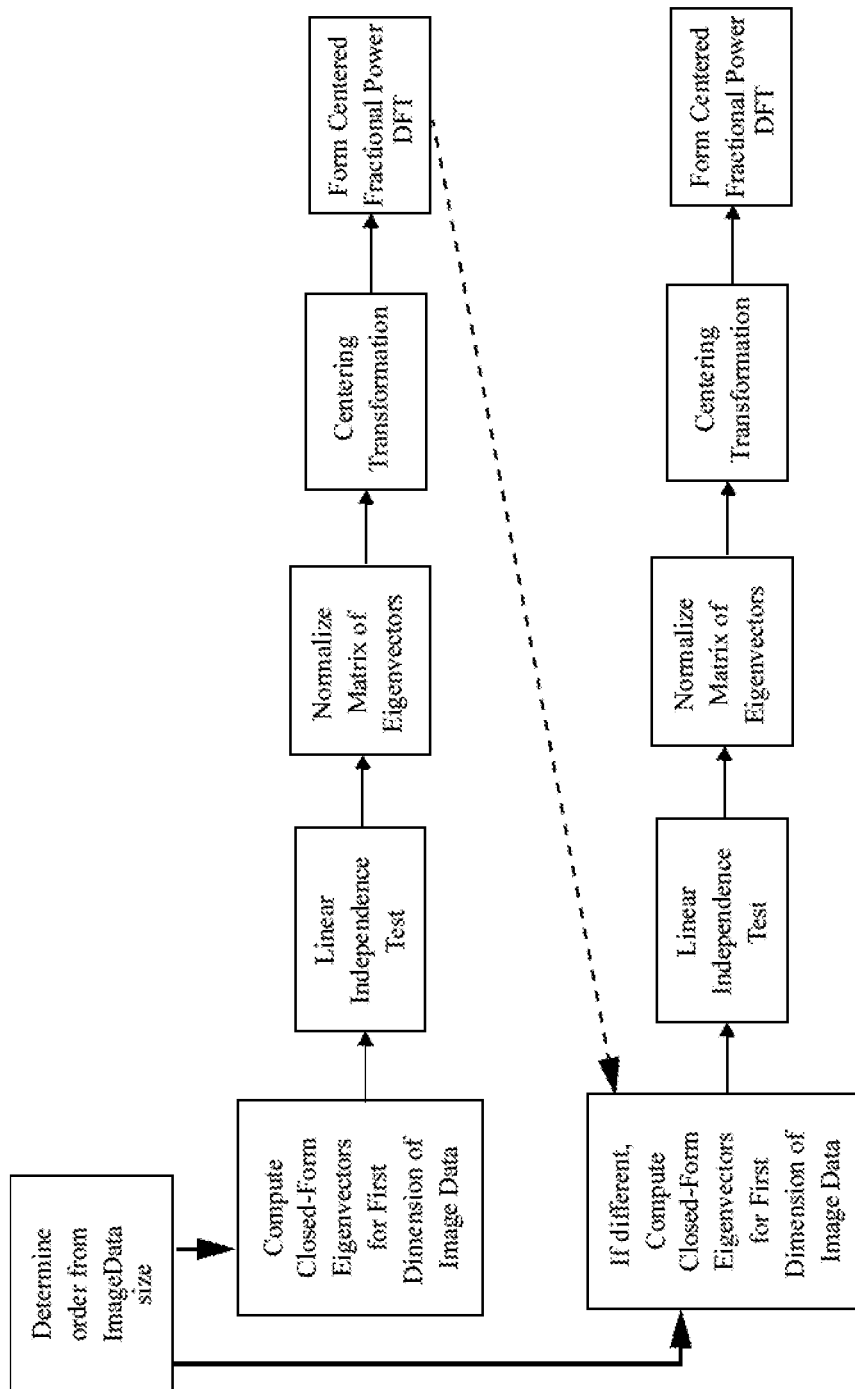 Determine
order from
ImageData
size
Compute
Closed-Form
Eigenvectors
for First
Dimension of
Image Data
Linear
Independence
Test
Normalize
Matrix of
Eigenvectors
Centering
Transformation
Form Centered
Fractional Power
DFT
If different,
Compute
Closed-Form
Eigenvectors
for First
Dimension of
Image Data
Linear
Independence
Test
Normalize
Matrix of
Eigenvectors
Centering
Transformation
Form Centered
Fractional Power
DFT